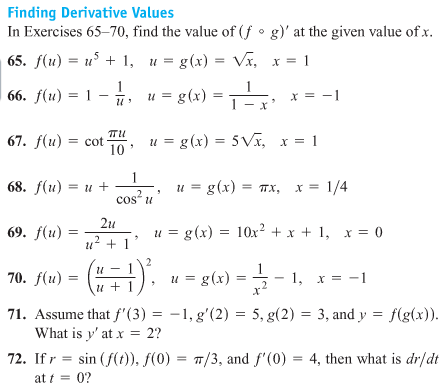 Finding Derivative Values
In Exercises 65–70, find the value of (f ∘ g)′ at the given value of x.
65. f(u) = u⁵ + 1, u = g(x) = √x, x = 1
66. f(u) = 1 − 1/u, u = g(x) = 1/(1 − x), x = −1
67. f(u) = cot πu/10, u = g(x) = 5√x, x = 1
68. f(u) = u + 1/cos² u, u = g(x) = πx, x = 1/4
69. f(u) = 2u/(u² + 1), u = g(x) = 10x² + x + 1, x = 0
70. f(u) = ((u − 1)/(u + 1))², u = g(x) = 1/x² − 1, x = −1
71. Assume that f′(3) = −1, g′(2) = 5, g(2) = 3, and y = f(g(x)).
What is y′ at x = 2?
72. If r = sin (f(t)), f(0) = π/3, and f′(0) = 4, then what is dr/dt
at t = 0?